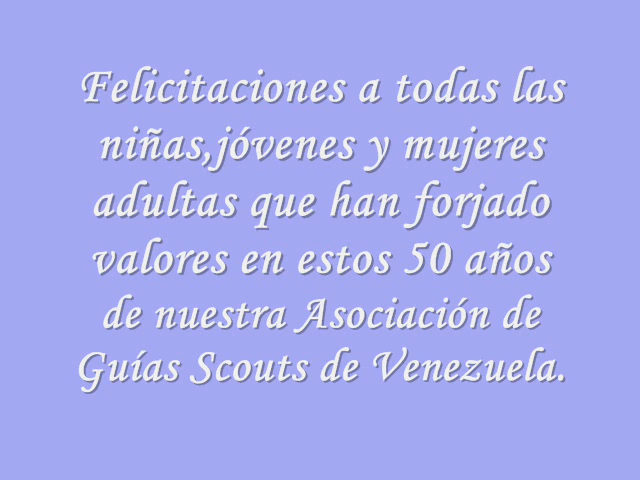 Felicitaciones a todas las
niñas,jóvenes y mujeres
adultas que han forjado
valores en estos 50 años
de nuestra Asociación de
Guías Scouts de Venezuela.